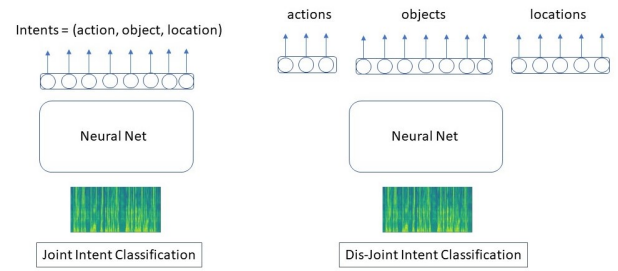 Intents = (action, object, location)
Neural Net
Joint Intent Classification
actions
objects
locations
Neural Net
Dis-Joint Intent Classification